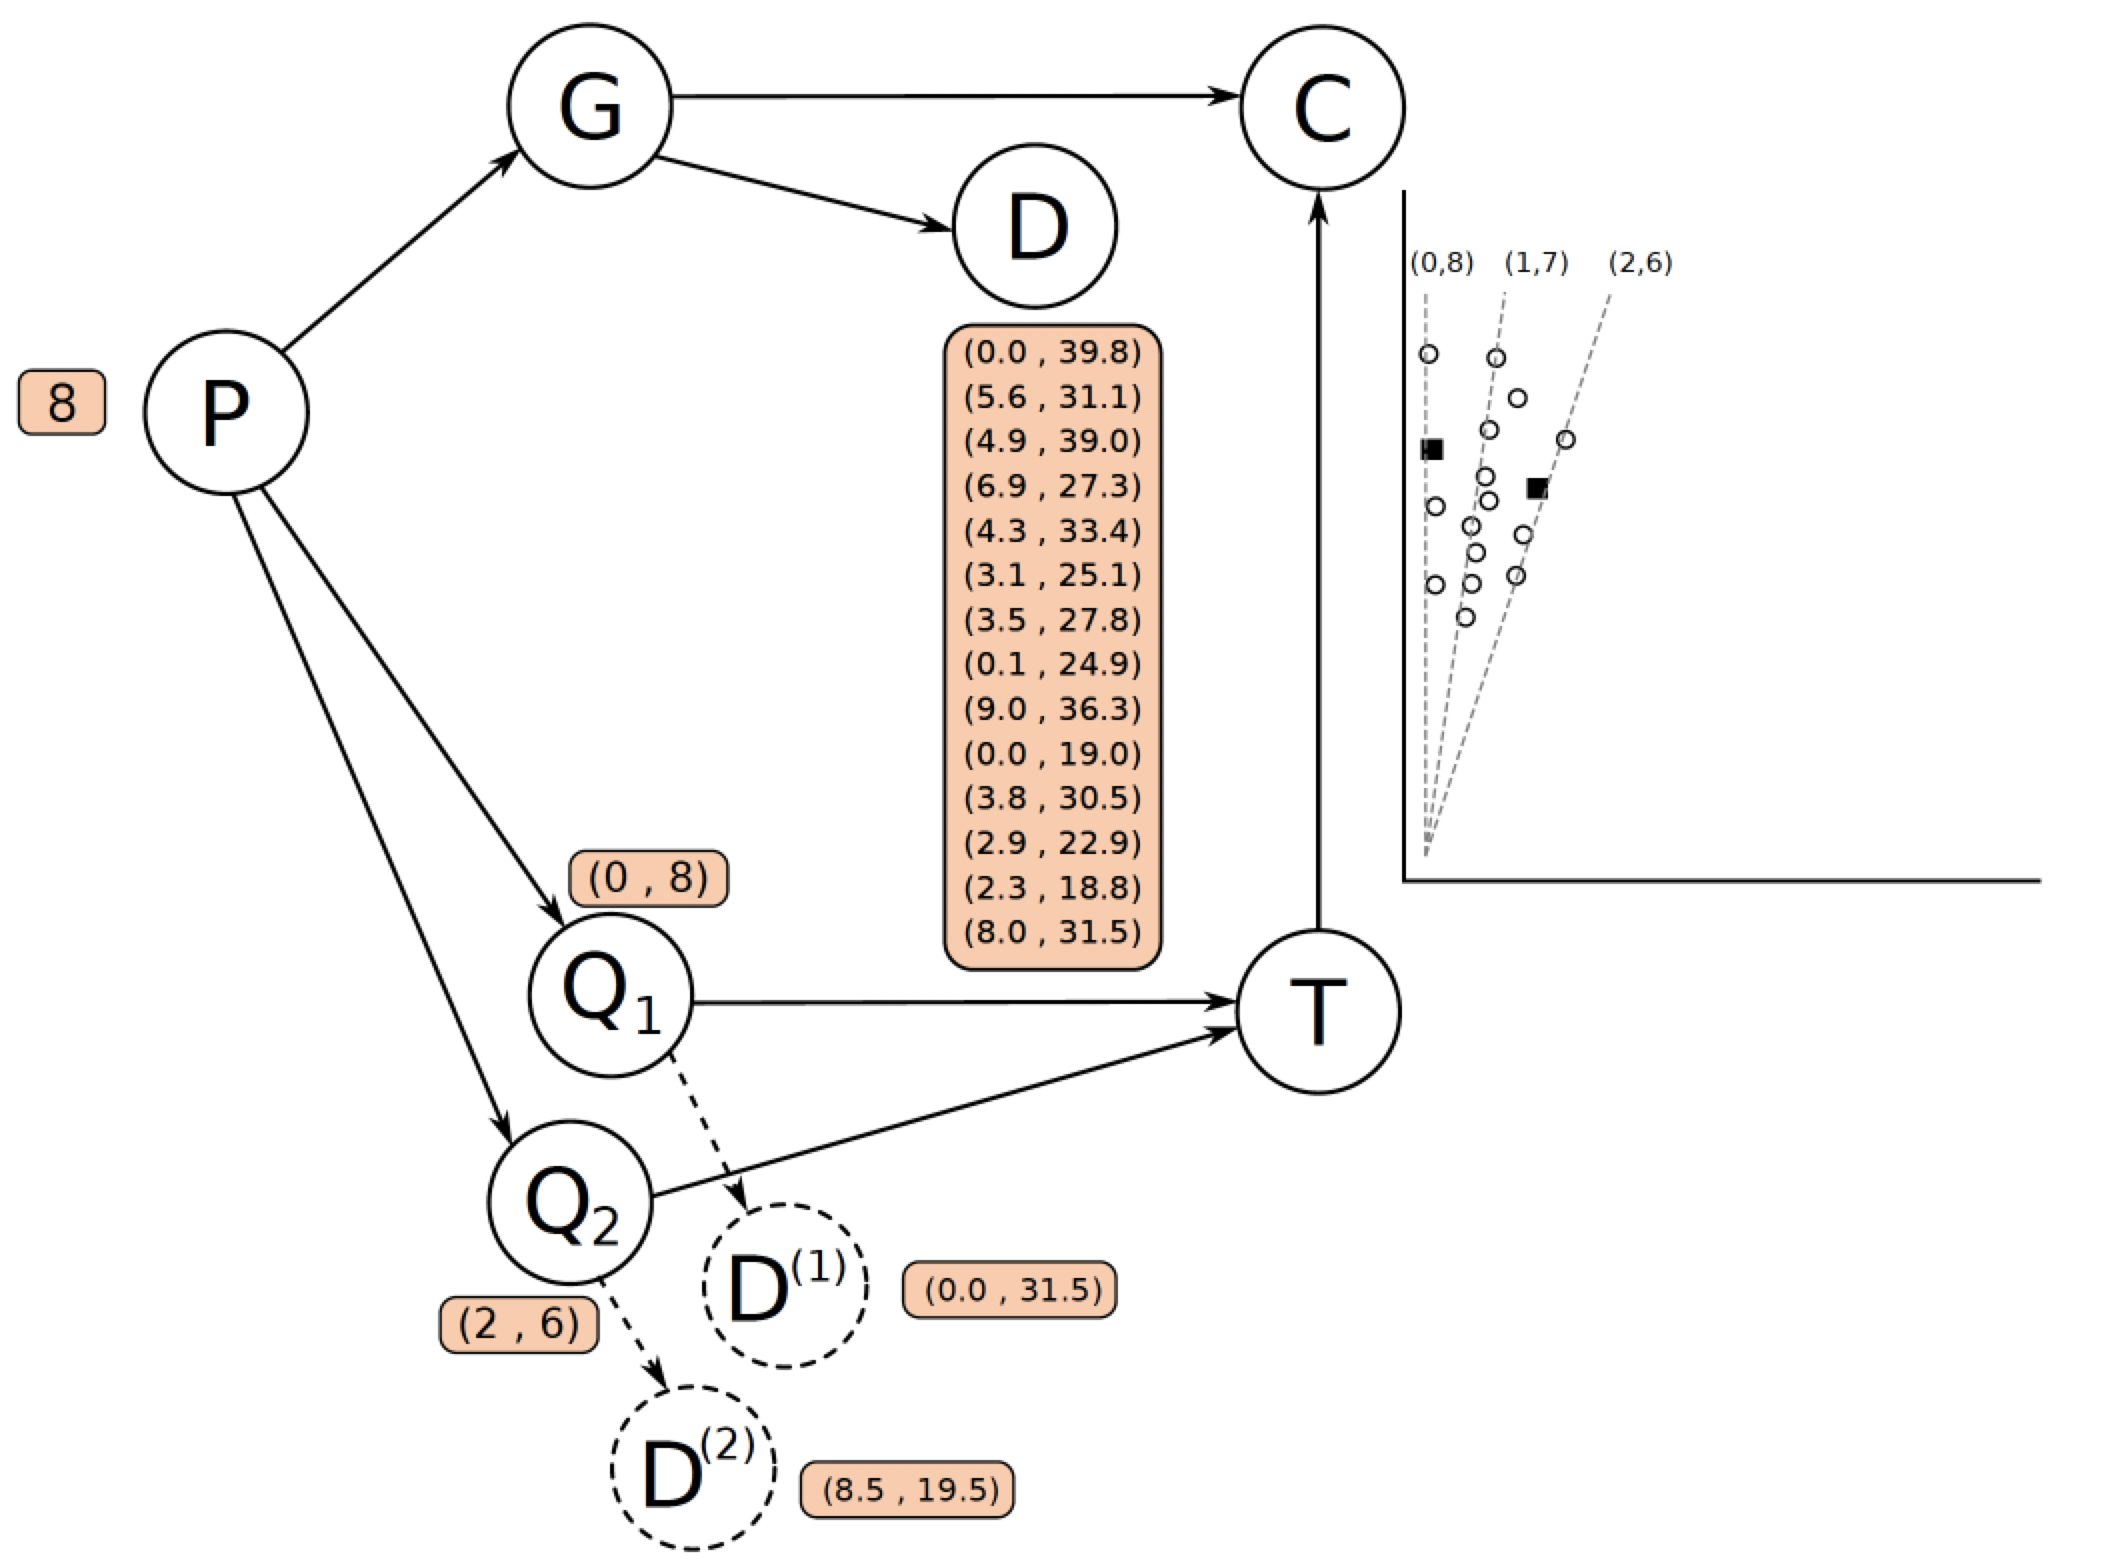 G
C
D
(0,8) (1,7) (2,6)
8
P
(0.0 , 39.8)
(5.6 , 31.1)
(4.9 , 39.0)
(6.9 , 27.3)
(4.3 , 33.4)
(3.1 , 25.1)
(3.5 , 27.8)
(0.1 , 24.9)
(9.0 , 36.3)
(0.0 , 19.0)
(3.8 , 30.5)
(2.9 , 22.9)
(2.3 , 18.8)
(8.0 , 31.5)
(0 , 8)
Q1
T
Q2
(2 , 6)
D(1)
(0.0 , 31.5)
D(2)
(8.5 , 19.5)